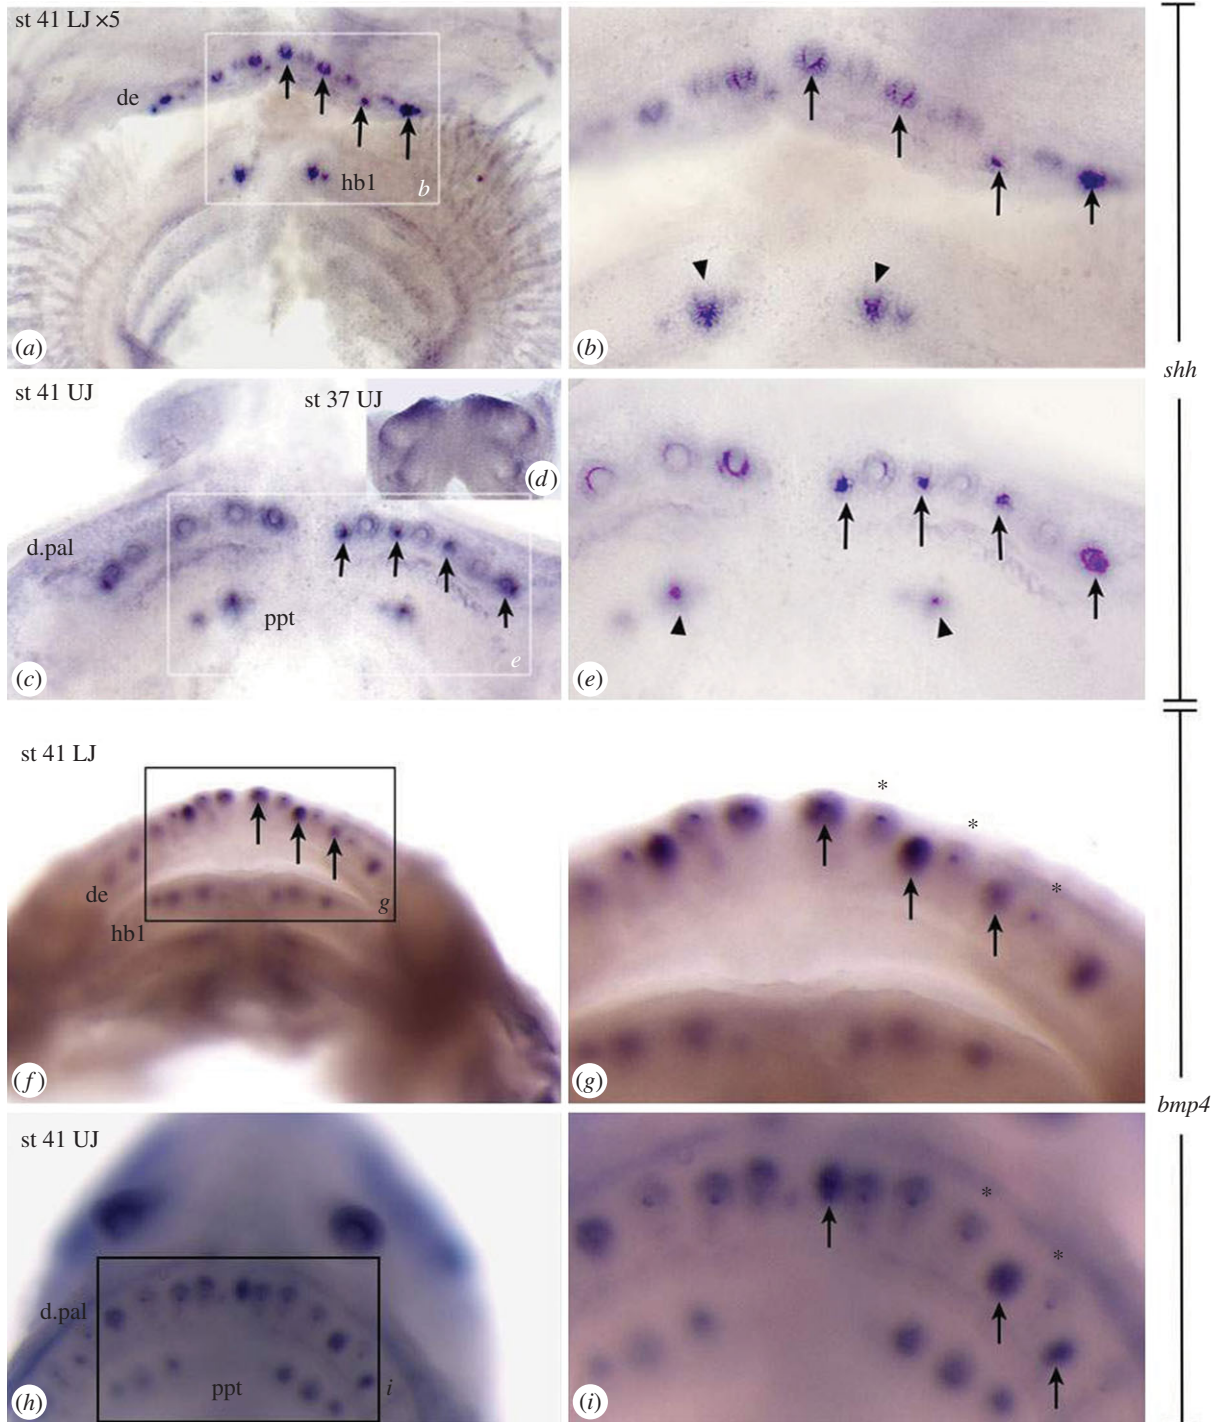 st 41 LJ ×5
de
hb1
b
(a)
(b)
shh
st 41 UJ
st 37 UJ
(d)
d.pal
ppt
e
(c)
(e)
st 41 LJ
*
*
*
de
g
hb1
(f)
(g)
bmp4
st 41 UJ
*
*
d.pal
ppt
i
(h)
(i)